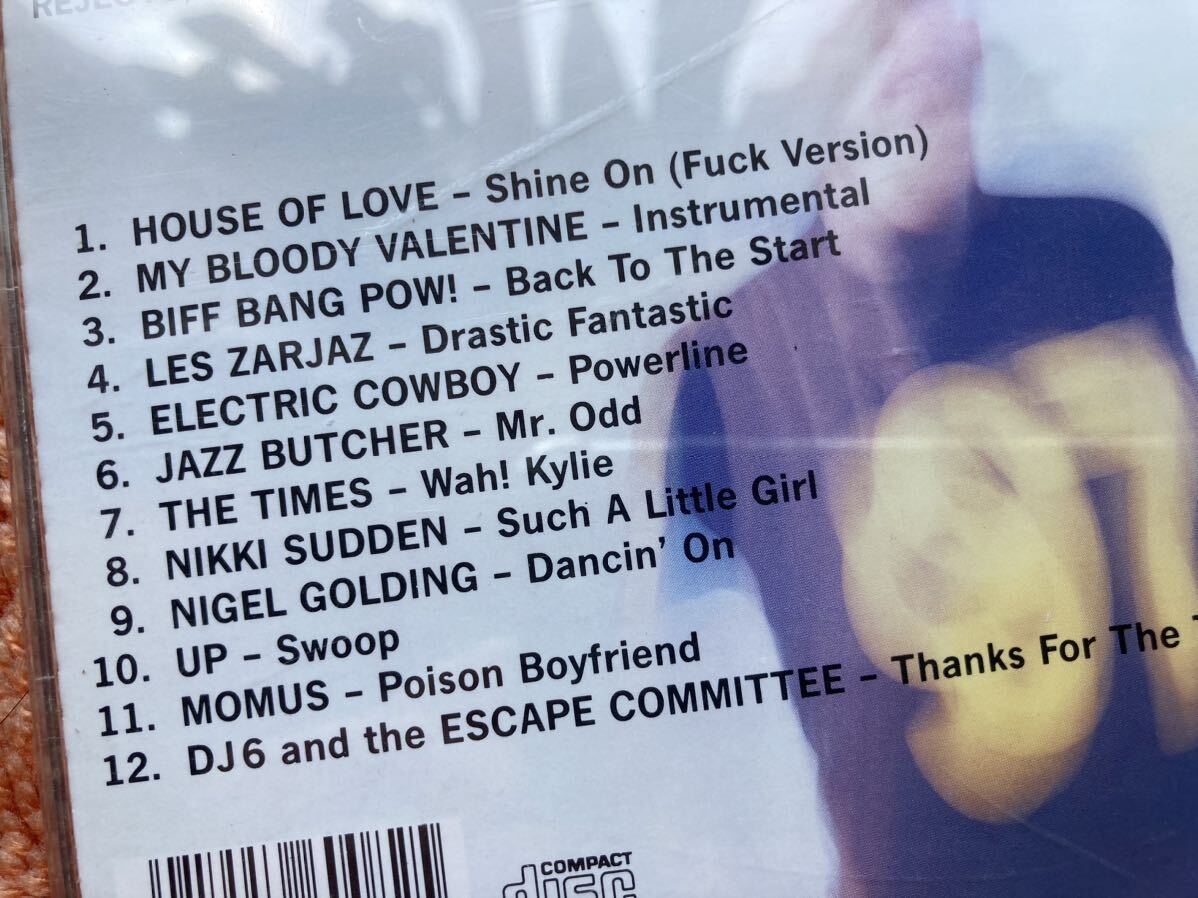 1. HOUSE OF LOVE – Shine On (Fuck Version)
2. MY BLOODY VALENTINE – Instrumental
3. BIFF BANG POW! – Back To The Start
4. LES ZARJAZ – Drastic Fantastic
5. ELECTRIC COWBOY – Powerline
6. JAZZ BUTCHER – Mr. Odd
7. THE TIMES – Wah! Kylie
8. NIKKI SUDDEN – Such A Little Girl
9. NIGEL GOLDING – Dancin' On
10. UP – Swoop
11. MOMUS – Poison Boyfriend
12. DJ6 and the ESCAPE COMMITTEE – Thanks For The
COMPACT
disc